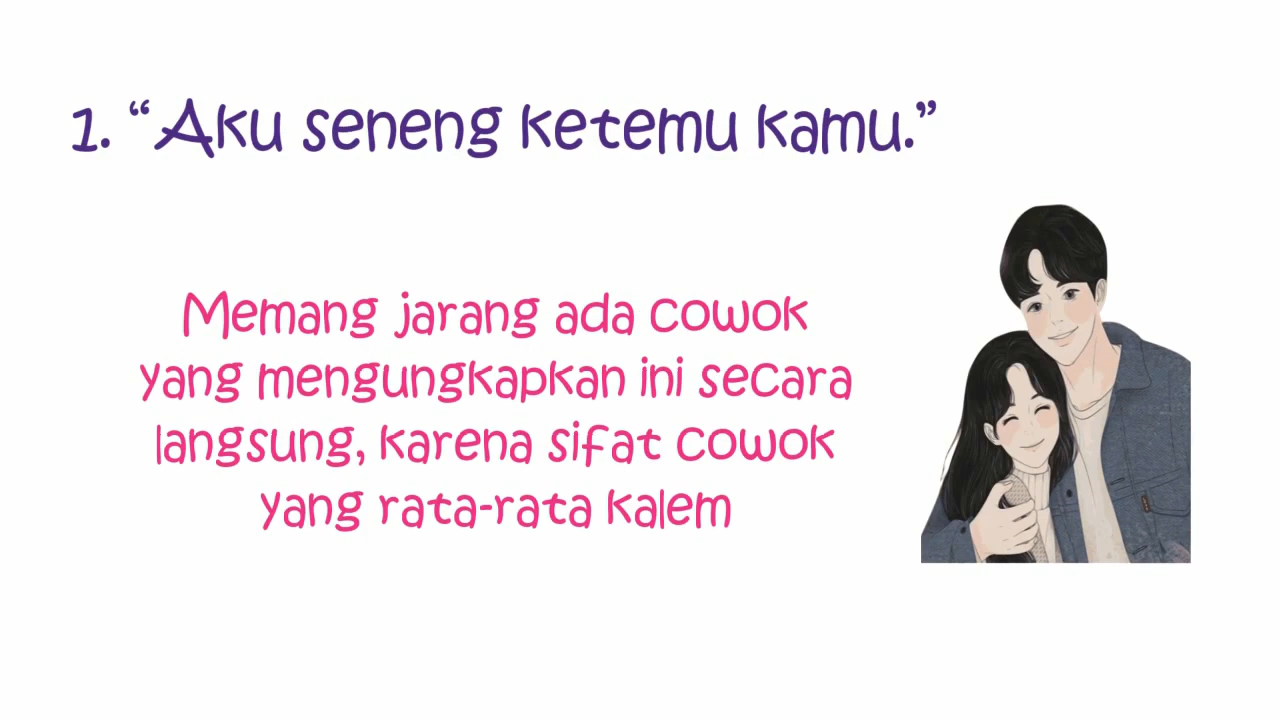 1. “Aku seneng ketemu kamu.”
Memang jarang ada cowok
yang mengungkapkan ini secara
langsung, karena sifat cowok
yang rata-rata kalem